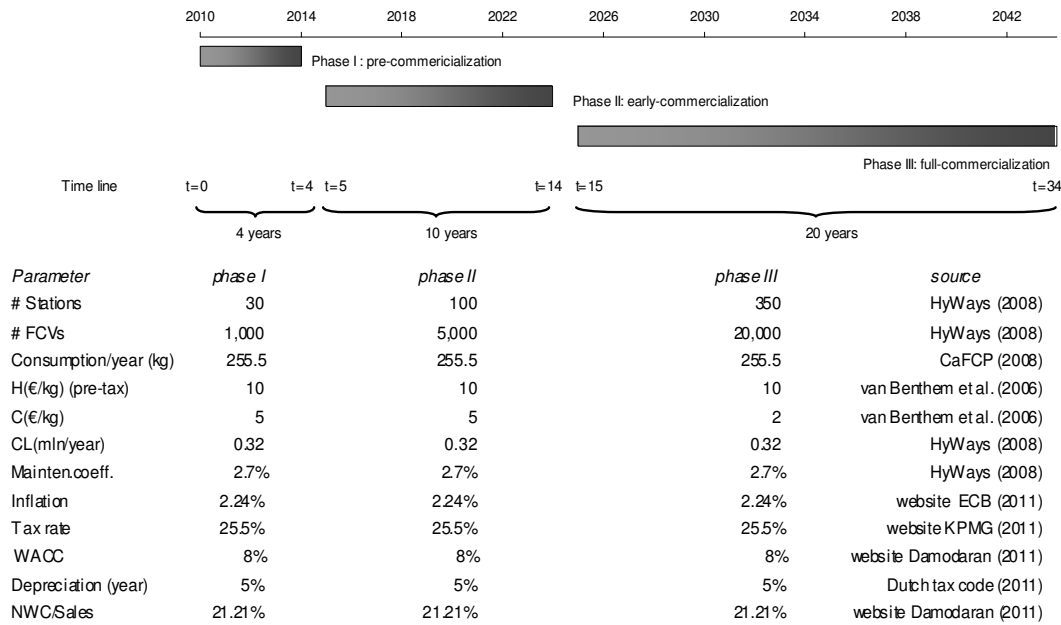 2010 2014 2018 2022 2026 2030 2034 2038 2042
Phase I : pre-commericialization
Phase II: early-commercialization
Phase III: full-commercialization
Time line t=0 t=4 t=5 t=14 t=15 t=34
4 years 10 years 20 years
Parameter phase I phase II phase III source
# Stations 30 100 350 HyWays (2008)
# FCVs 1,000 5,000 20,000 HyWays (2008)
Consumption/year (kg) 255.5 255.5 255.5 CaFCP (2008)
H(€/kg) (pre-tax) 10 10 10 van Benthem et al. (2006)
C(€/kg) 5 5 2 van Benthem et al. (2006)
CL(mln/year) 0.32 0.32 0.32 HyWays (2008)
Mainten.coeff. 2.7% 2.7% 2.7% HyWays (2008)
Inflation 2.24% 2.24% 2.24% website ECB (2011)
Tax rate 25.5% 25.5% 25.5% website KPMG (2011)
WACC 8% 8% 8% website Damodaran (2011)
Depreciation (year) 5% 5% 5% Dutch tax code (2011)
NWC/Sales 21.21% 21.21% 21.21% website Damodaran (2011)